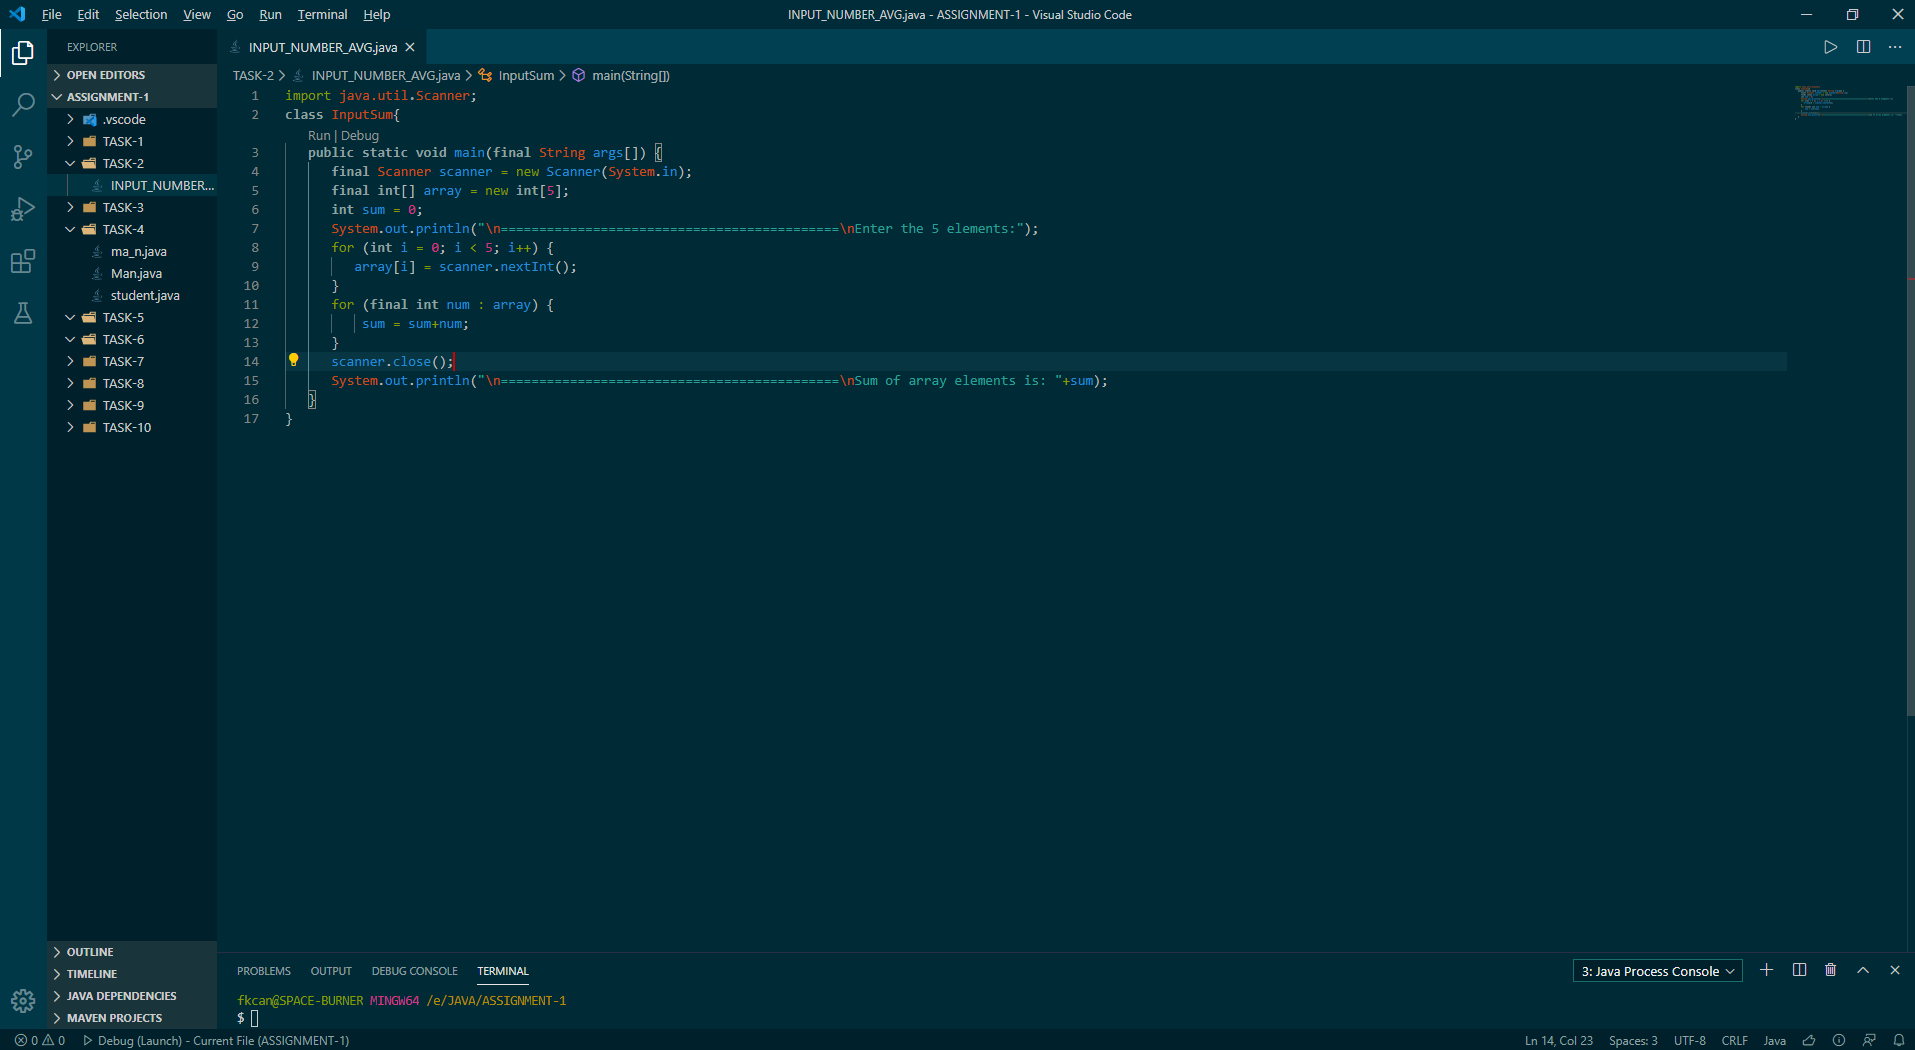 File Edit Selection View Go Run Terminal Help INPUT_NUMBER_AVG.java - ASSIGNMENT-1 - Visual Studio Code
EXPLORER
OPEN EDITORS
ASSIGNMENT-1
.vscode
TASK-1
TASK-2
INPUT_NUMBER...
TASK-3
TASK-4
ma_n.java
Man.java
student.java
TASK-5
TASK-6
TASK-7
TASK-8
TASK-9
TASK-10
OUTLINE
TIMELINE
JAVA DEPENDENCIES
MAVEN PROJECTS
INPUT_NUMBER_AVG.java
TASK-2 > INPUT_NUMBER_AVG.java > InputSum > main(String[])
1 import java.util.Scanner;
2 class InputSum{
Run | Debug
3 public static void main(final String args[]) {
4 final Scanner scanner = new Scanner(System.in);
5 final int[] array = new int[5];
6 int sum = 0;
7 System.out.println("\n============================================\nEnter the 5 elements:");
8 for (int i = 0; i < 5; i++) {
9 array[i] = scanner.nextInt();
10 }
11 for (final int num : array) {
12 sum = sum+num;
13 }
14 scanner.close();
15 System.out.println("\n============================================\nSum of array elements is: "+sum);
16 }
17 }
PROBLEMS OUTPUT DEBUG CONSOLE TERMINAL 3: Java Process Console
fkcan@SPACE-BURNER MINGW64 /e/JAVA/ASSIGNMENT-1
$
0 0 Debug (Launch) - Current File (ASSIGNMENT-1) Ln 14, Col 23 Spaces: 3 UTF-8 CRLF Java